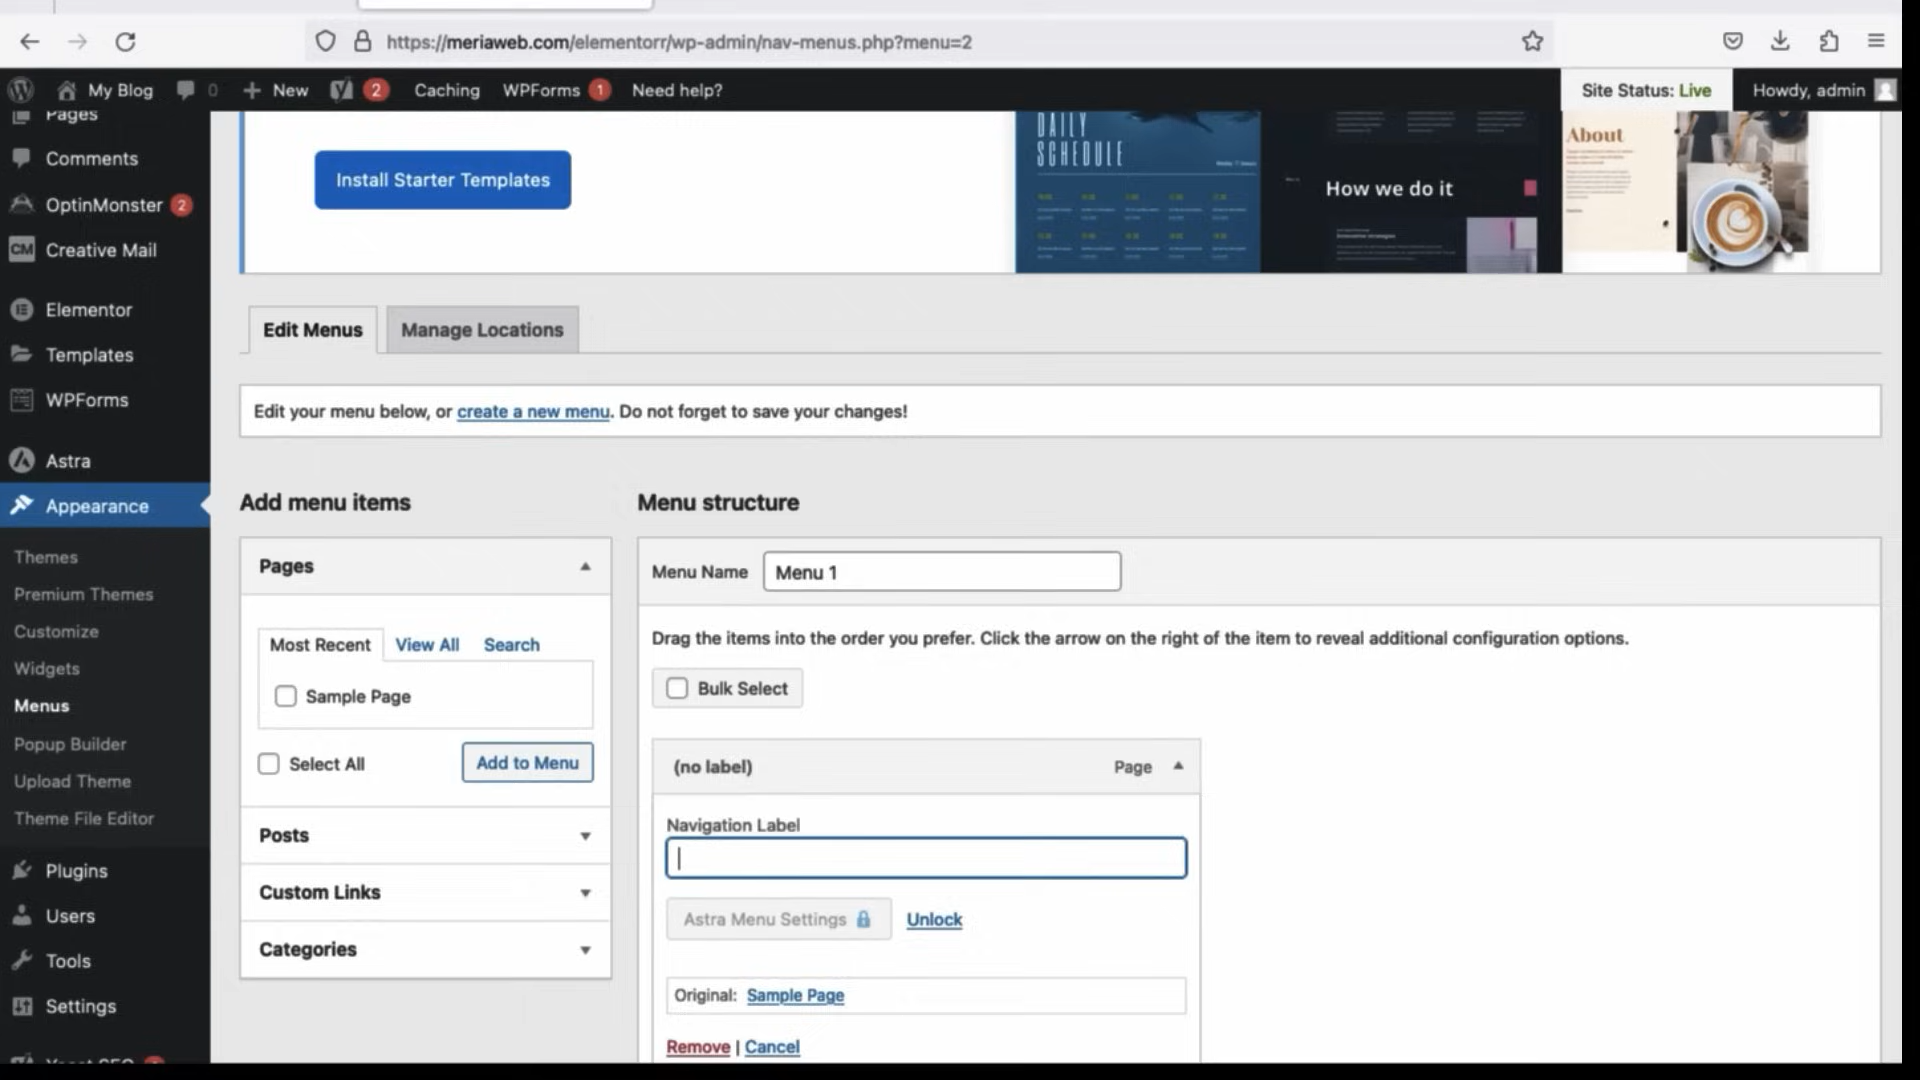 https://meriaweb.com/elementorr/wp-admin/nav-menus.php?menu=2
My Blog 0 New 2 Caching WPForms 1 Need help? Site Status: Live Howdy, admin
Pages
Comments
OptinMonster 2
CM Creative Mail
Elementor
Templates
WPForms
Astra
Appearance
Themes
Premium Themes
Customize
Widgets
Menus
Popup Builder
Upload Theme
Theme File Editor
Plugins
Users
Tools
Settings
Install Starter Templates
DAILY
SCHEDULE
How we do it
About
Edit Menus Manage Locations
Edit your menu below, or create a new menu. Do not forget to save your changes!
Add menu items
Pages
Most Recent View All Search
Sample Page
Select All Add to Menu
Posts
Custom Links
Categories
Menu structure
Menu Name Menu 1
Drag the items into the order you prefer. Click the arrow on the right of the item to reveal additional configuration options.
Bulk Select
(no label) Page
Navigation Label
Astra Menu Settings Unlock
Original: Sample Page
Remove | Cancel